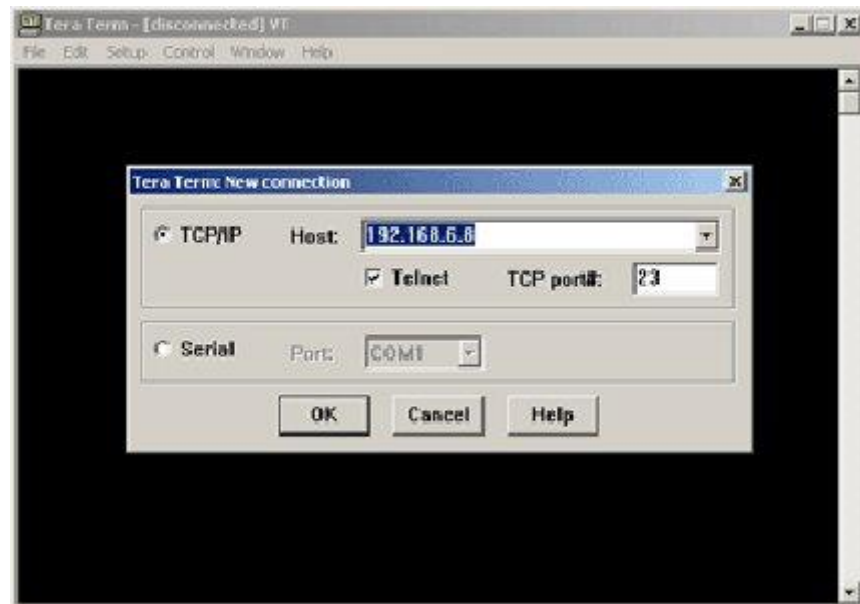 Tera Term - [disconnected] VT
File Edit Setup Control Window Help
Tera Term: New connection
TCP/IP Host: 192.168.6.8
Telnet TCP port#: 23
Serial Port: COM1
OK Cancel Help